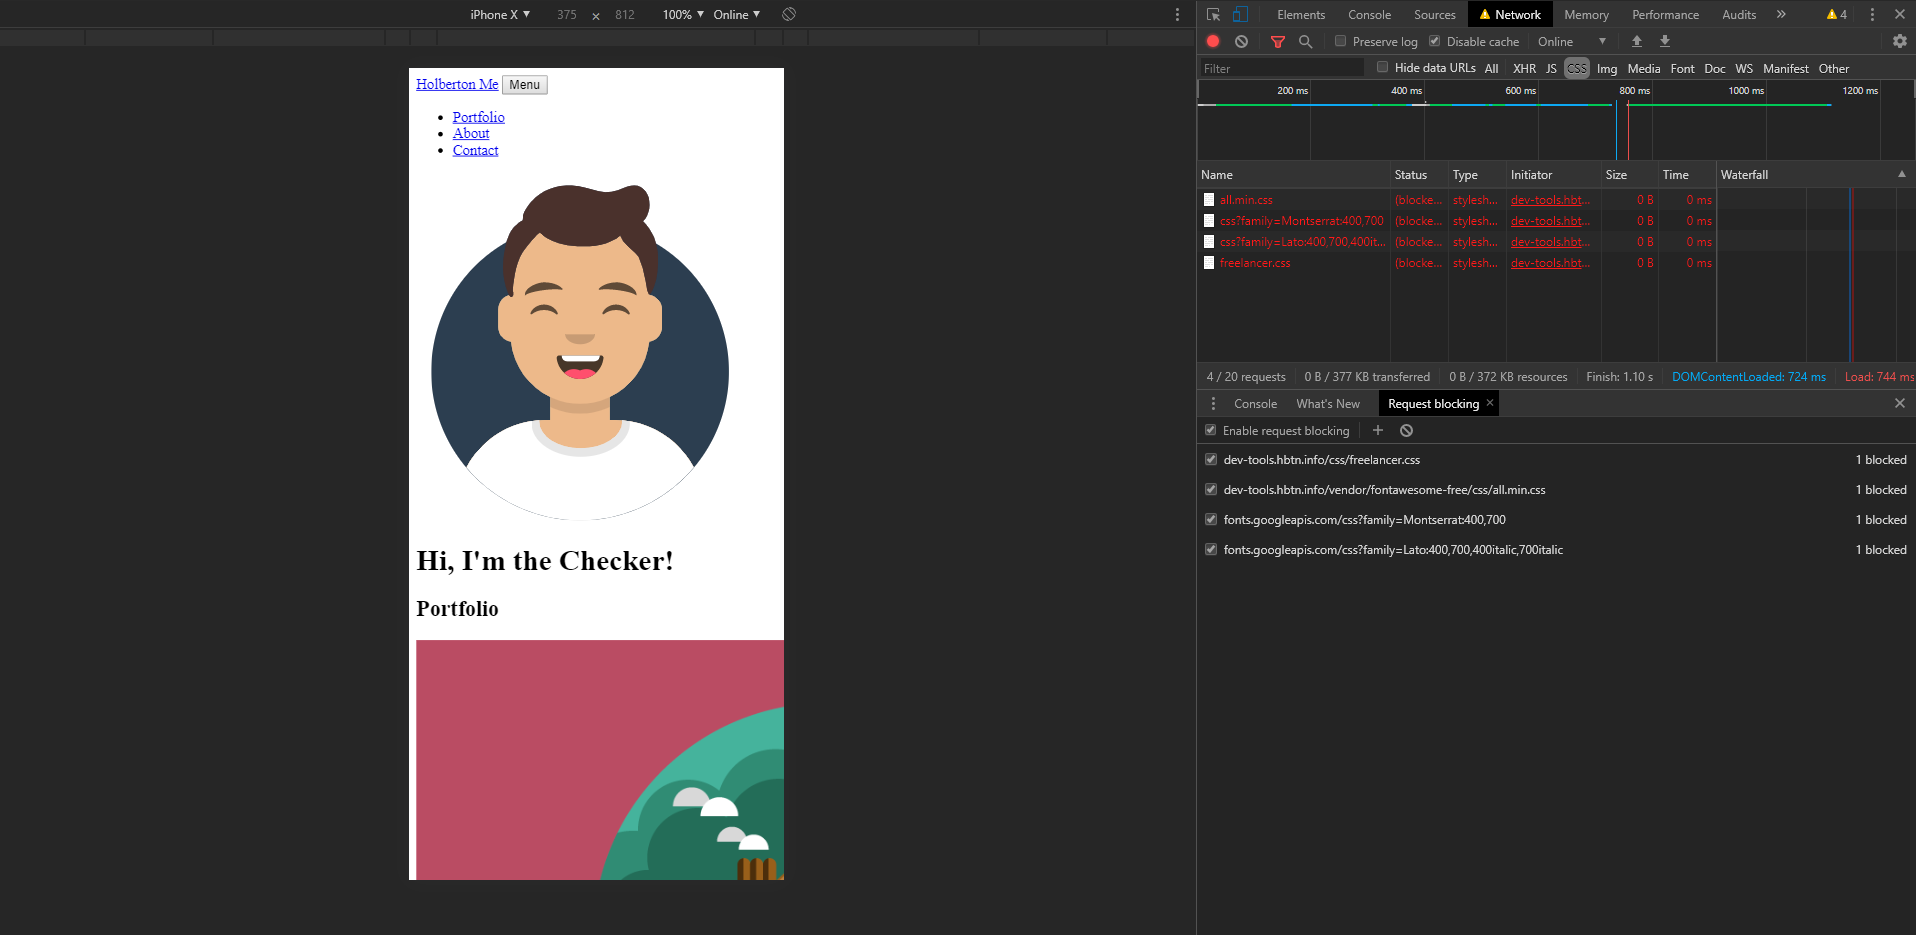 iPhone X 375 x 812 100% Online
Holberton Me Menu
Portfolio
About
Contact
Hi, I'm the Checker!
Portfolio
Elements Console Sources Network Memory Performance Audits » 4
Preserve log Disable cache Online
Filter Hide data URLs All XHR JS CSS Img Media Font Doc WS Manifest Other
200 ms 400 ms 600 ms 800 ms 1000 ms 1200 ms
Name Status Type Initiator Size Time Waterfall
all.min.css (blocke... stylesh... dev-tools.hbt... 0 B 0 ms
css?family=Montserrat:400,700 (blocke... stylesh... dev-tools.hbt... 0 B 0 ms
css?family=Lato:400,700,400it... (blocke... stylesh... dev-tools.hbt... 0 B 0 ms
freelancer.css (blocke... stylesh... dev-tools.hbt... 0 B 0 ms
4 / 20 requests 0 B / 377 KB transferred 0 B / 372 KB resources Finish: 1.10 s DOMContentLoaded: 724 ms Load: 744 ms
Console What's New Request blocking ×
Enable request blocking
dev-tools.hbtn.info/css/freelancer.css 1 blocked
dev-tools.hbtn.info/vendor/fontawesome-free/css/all.min.css 1 blocked
fonts.googleapis.com/css?family=Montserrat:400,700 1 blocked
fonts.googleapis.com/css?family=Lato:400,700,400italic,700italic 1 blocked